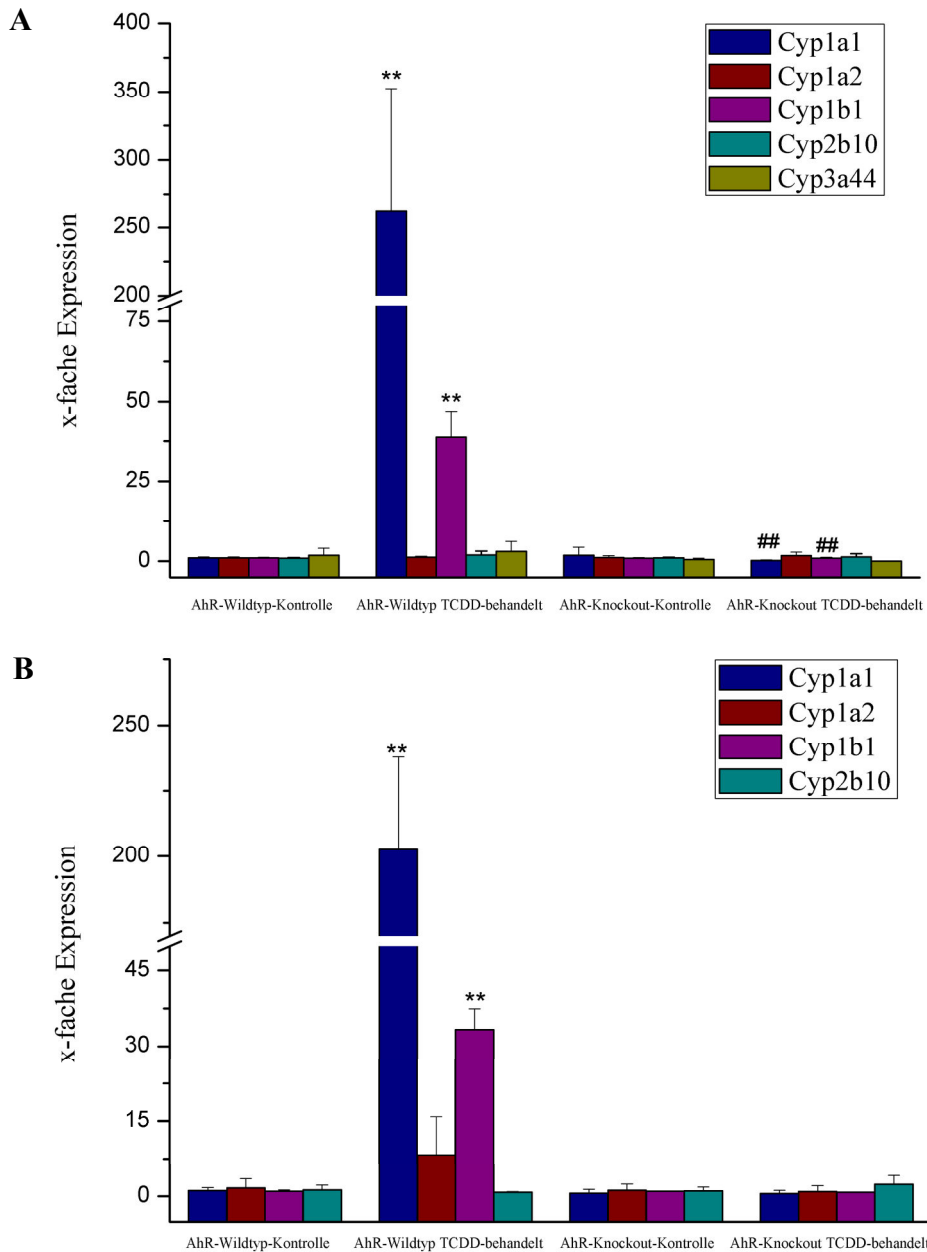 A
x-fache Expression
400
350
300
250
200
75
50
25
0
**
**
##
##
Cyp1a1
Cyp1a2
Cyp1b1
Cyp2b10
Cyp3a44
AhR-Wildtyp-Kontrolle
AhR-Wildtyp TCDD-behandelt
AhR-Knockout-Kontrolle
AhR-Knockout TCDD-behandelt
B
x-fache Expression
250
200
45
30
15
0
**
**
Cyp1a1
Cyp1a2
Cyp1b1
Cyp2b10
AhR-Wildtyp-Kontrolle
AhR-Wildtyp TCDD-behandelt
AhR-Knockout-Kontrolle
AhR-Knockout TCDD-behandelt